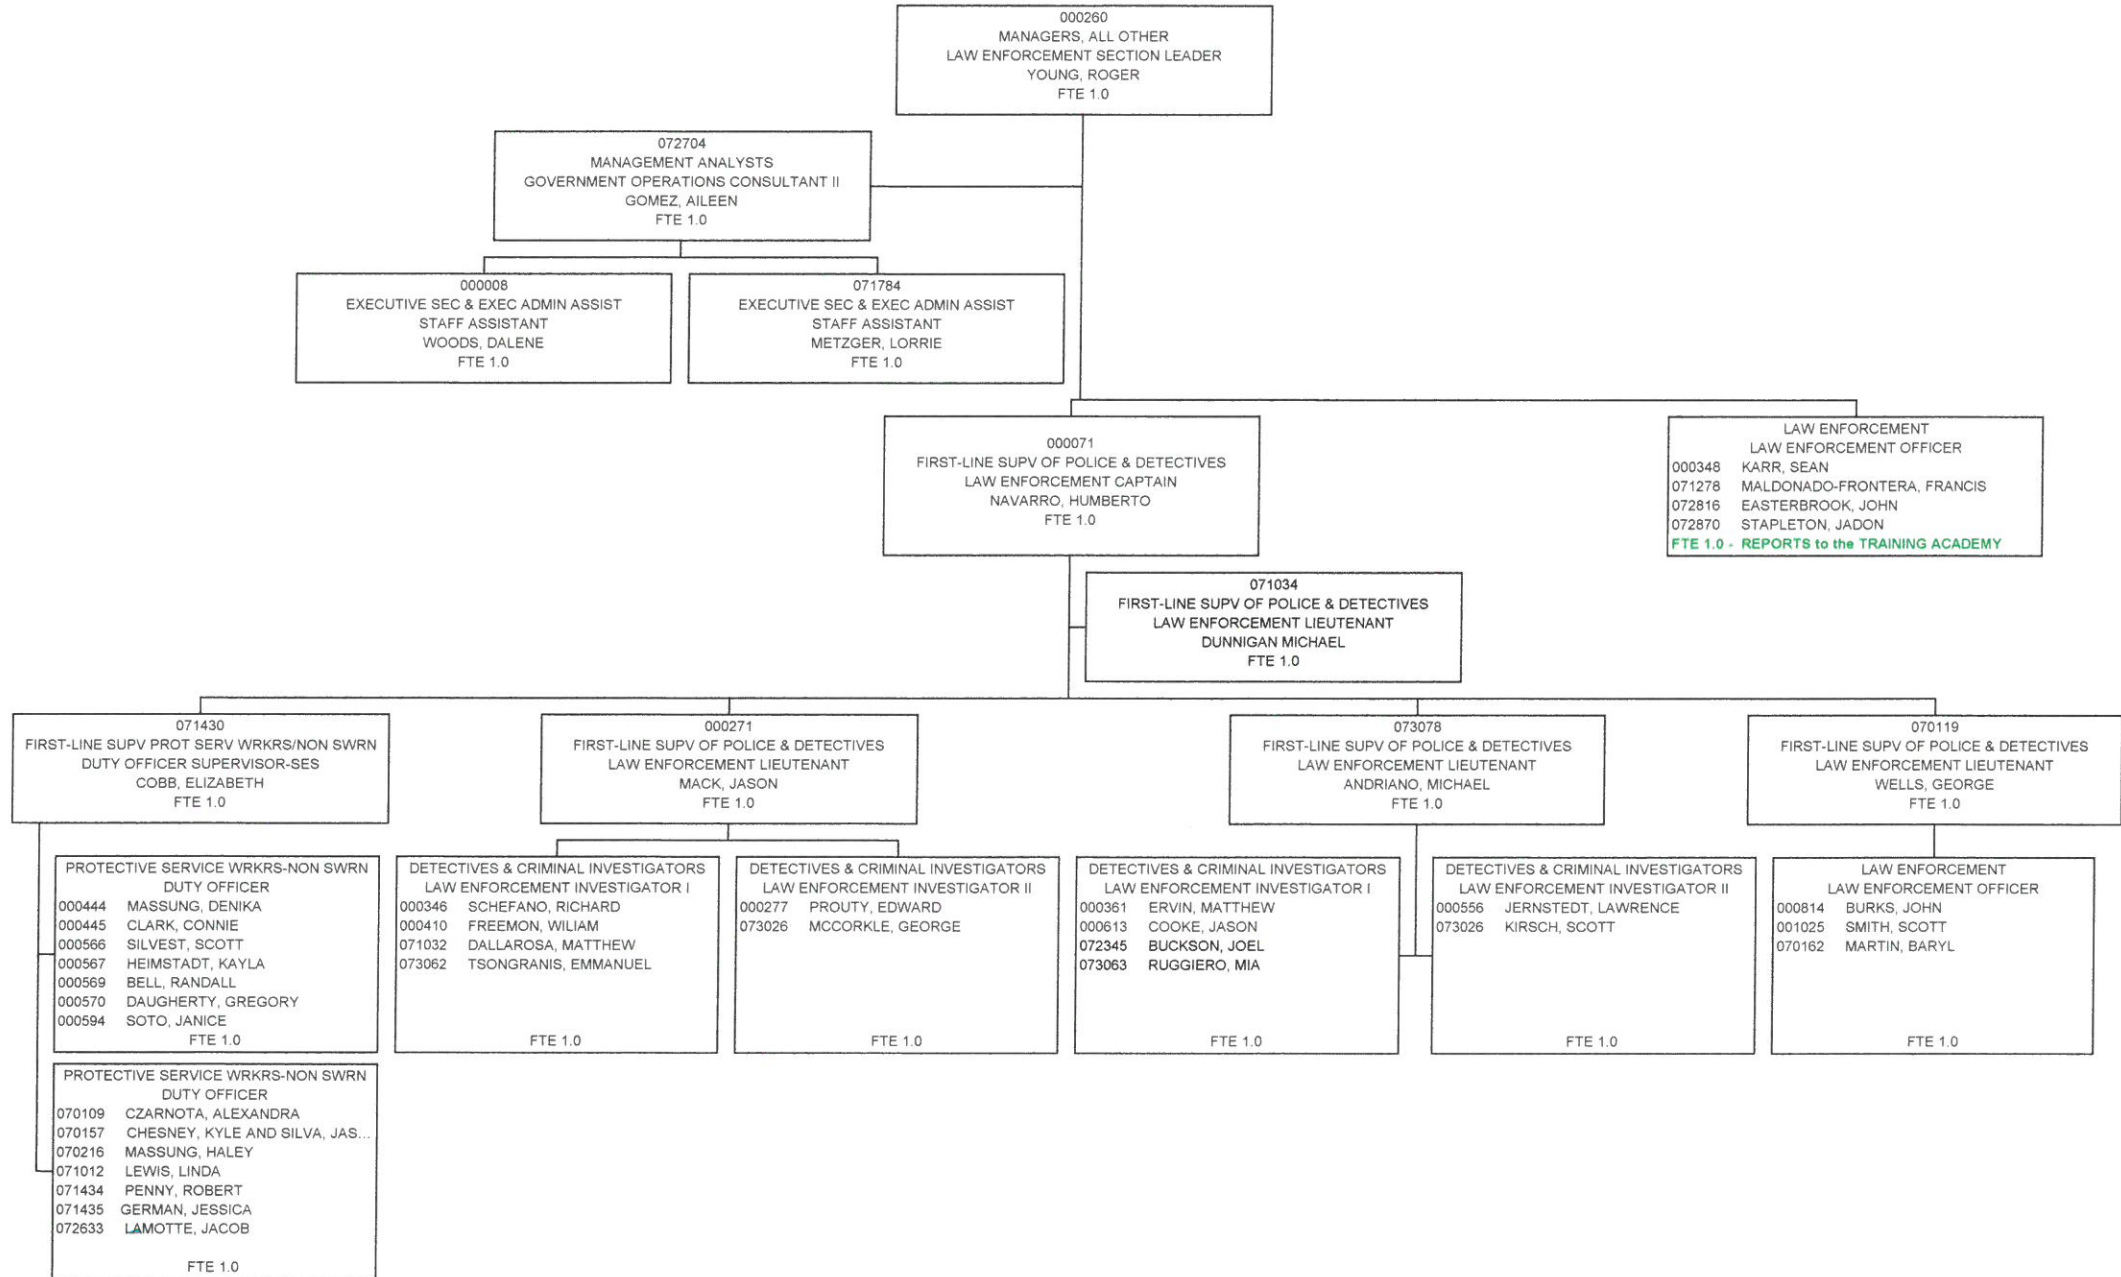 000260
MANAGERS, ALL OTHER
LAW ENFORCEMENT SECTION LEADER
YOUNG, ROGER
FTE 1.0
072704
MANAGEMENT ANALYSTS
GOVERNMENT OPERATIONS CONSULTANT II
GOMEZ, AILEEN
FTE 1.0
000008
EXECUTIVE SEC & EXEC ADMIN ASSIST
STAFF ASSISTANT
WOODS, DALENE
FTE 1.0
071784
EXECUTIVE SEC & EXEC ADMIN ASSIST
STAFF ASSISTANT
METZGER, LORRIE
FTE 1.0
000071
FIRST-LINE SUPV OF POLICE & DETECTIVES
LAW ENFORCEMENT CAPTAIN
NAVARRO, HUMBERTO
FTE 1.0
LAW ENFORCEMENT
LAW ENFORCEMENT OFFICER
000348 KARR, SEAN
071278 MALDONADO-FRONTERA, FRANCIS
072816 EASTERBROOK, JOHN
072870 STAPLETON, JADON
FTE 1.0 - REPORTS to the TRAINING ACADEMY
071034
FIRST-LINE SUPV OF POLICE & DETECTIVES
LAW ENFORCEMENT LIEUTENANT
DUNNIGAN MICHAEL
FTE 1.0
071430
FIRST-LINE SUPV PROT SERV WRKRS/NON SWRN
DUTY OFFICER SUPERVISOR-SES
COBB, ELIZABETH
FTE 1.0
000271
FIRST-LINE SUPV OF POLICE & DETECTIVES
LAW ENFORCEMENT LIEUTENANT
MACK, JASON
FTE 1.0
073078
FIRST-LINE SUPV OF POLICE & DETECTIVES
LAW ENFORCEMENT LIEUTENANT
ANDRIANO, MICHAEL
FTE 1.0
070119
FIRST-LINE SUPV OF POLICE & DETECTIVES
LAW ENFORCEMENT LIEUTENANT
WELLS, GEORGE
FTE 1.0
PROTECTIVE SERVICE WRKRS-NON SWRN
DUTY OFFICER
000444 MASSUNG, DENIKA
000445 CLARK, CONNIE
000566 SILVEST, SCOTT
000567 HEIMSTADT, KAYLA
000569 BELL, RANDALL
000570 DAUGHERTY, GREGORY
000594 SOTO, JANICE
FTE 1.0
DETECTIVES & CRIMINAL INVESTIGATORS
LAW ENFORCEMENT INVESTIGATOR I
000346 SCHEFANO, RICHARD
000410 FREEMON, WILIAM
071032 DALLAROSA, MATTHEW
073062 TSONGRANIS, EMMANUEL
FTE 1.0
DETECTIVES & CRIMINAL INVESTIGATORS
LAW ENFORCEMENT INVESTIGATOR II
000277 PROUTY, EDWARD
073026 MCCORKLE, GEORGE
FTE 1.0
DETECTIVES & CRIMINAL INVESTIGATORS
LAW ENFORCEMENT INVESTIGATOR I
000361 ERVIN, MATTHEW
000613 COOKE, JASON
072345 BUCKSON, JOEL
073063 RUGGIERO, MIA
FTE 1.0
DETECTIVES & CRIMINAL INVESTIGATORS
LAW ENFORCEMENT INVESTIGATOR II
000556 JERNSTEDT, LAWRENCE
073026 KIRSCH, SCOTT
FTE 1.0
LAW ENFORCEMENT
LAW ENFORCEMENT OFFICER
000814 BURKS, JOHN
001025 SMITH, SCOTT
070162 MARTIN, BARYL
FTE 1.0
PROTECTIVE SERVICE WRKRS-NON SWRN
DUTY OFFICER
070109 CZARNOTA, ALEXANDRA
070157 CHESNEY, KYLE AND SILVA, JAS...
070216 MASSUNG, HALEY
071012 LEWIS, LINDA
071434 PENNY, ROBERT
071435 GERMAN, JESSICA
072633 LAMOTTE, JACOB
FTE 1.0